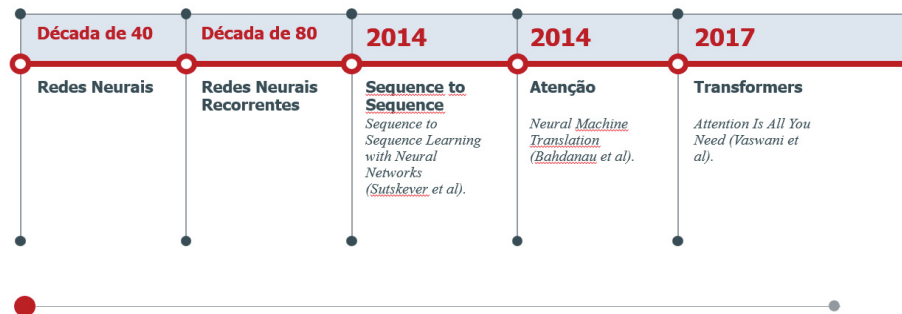 Década de 40
Redes Neurais
Década de 80
Redes Neurais
Recorrentes
2014
Sequence to
Sequence
Sequence to
Sequence Learning
with Neural
Networks
(Sutskever et al).
2014
Atenção
Neural Machine
Translation
(Bahdanau et al).
2017
Transformers
Attention Is All You
Need (Vaswani et
al).